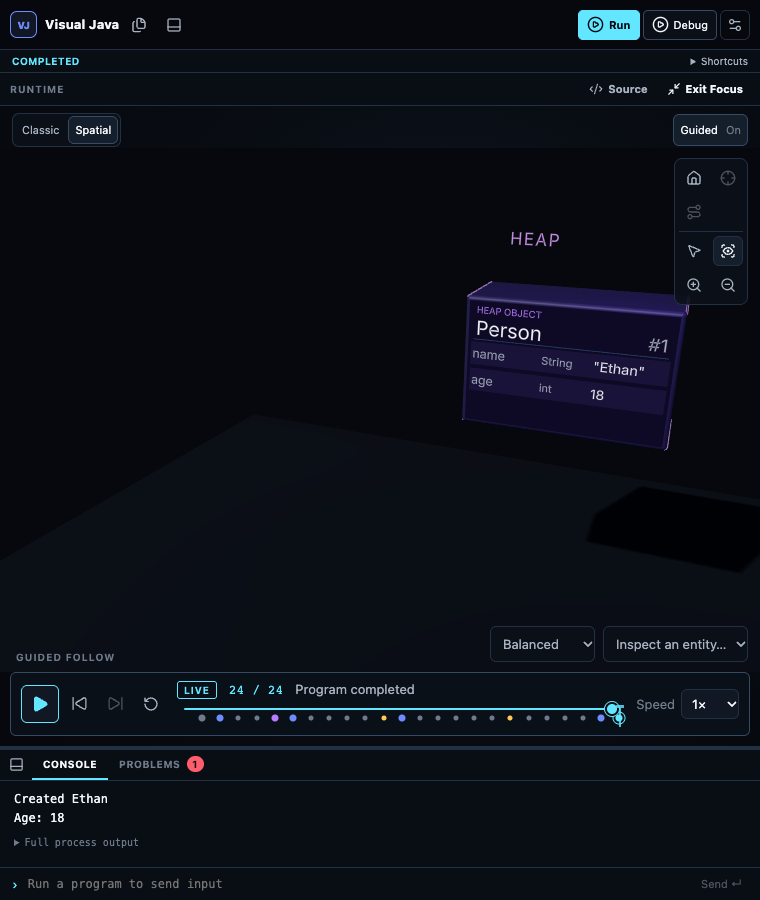 VJ Visual Java Run Debug
COMPLETED Shortcuts
RUNTIME </> Source Exit Focus
Classic Spatial Guided On
HEAP
HEAP OBJECT
Person #1
name String "Ethan"
age int 18
Balanced Inspect an entity...
GUIDED FOLLOW
LIVE 24 / 24 Program completed
Speed 1×
CONSOLE PROBLEMS 1
Created Ethan
Age: 18
Full process output
› Run a program to send input Send ↵